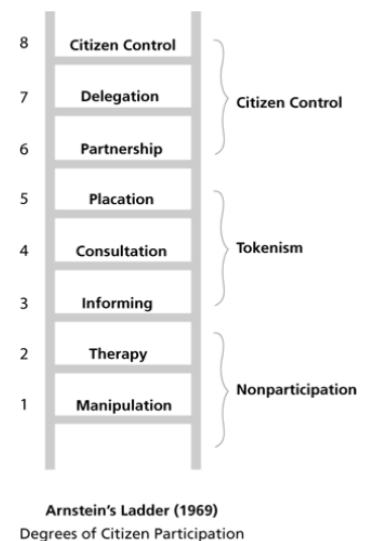 8 Citizen Control
7 Delegation
Citizen Control
6 Partnership
5 Placation
4 Consultation
Tokenism
3 Informing
2 Therapy
Nonparticipation
1 Manipulation
Arnstein's Ladder (1969)
Degrees of Citizen Participation